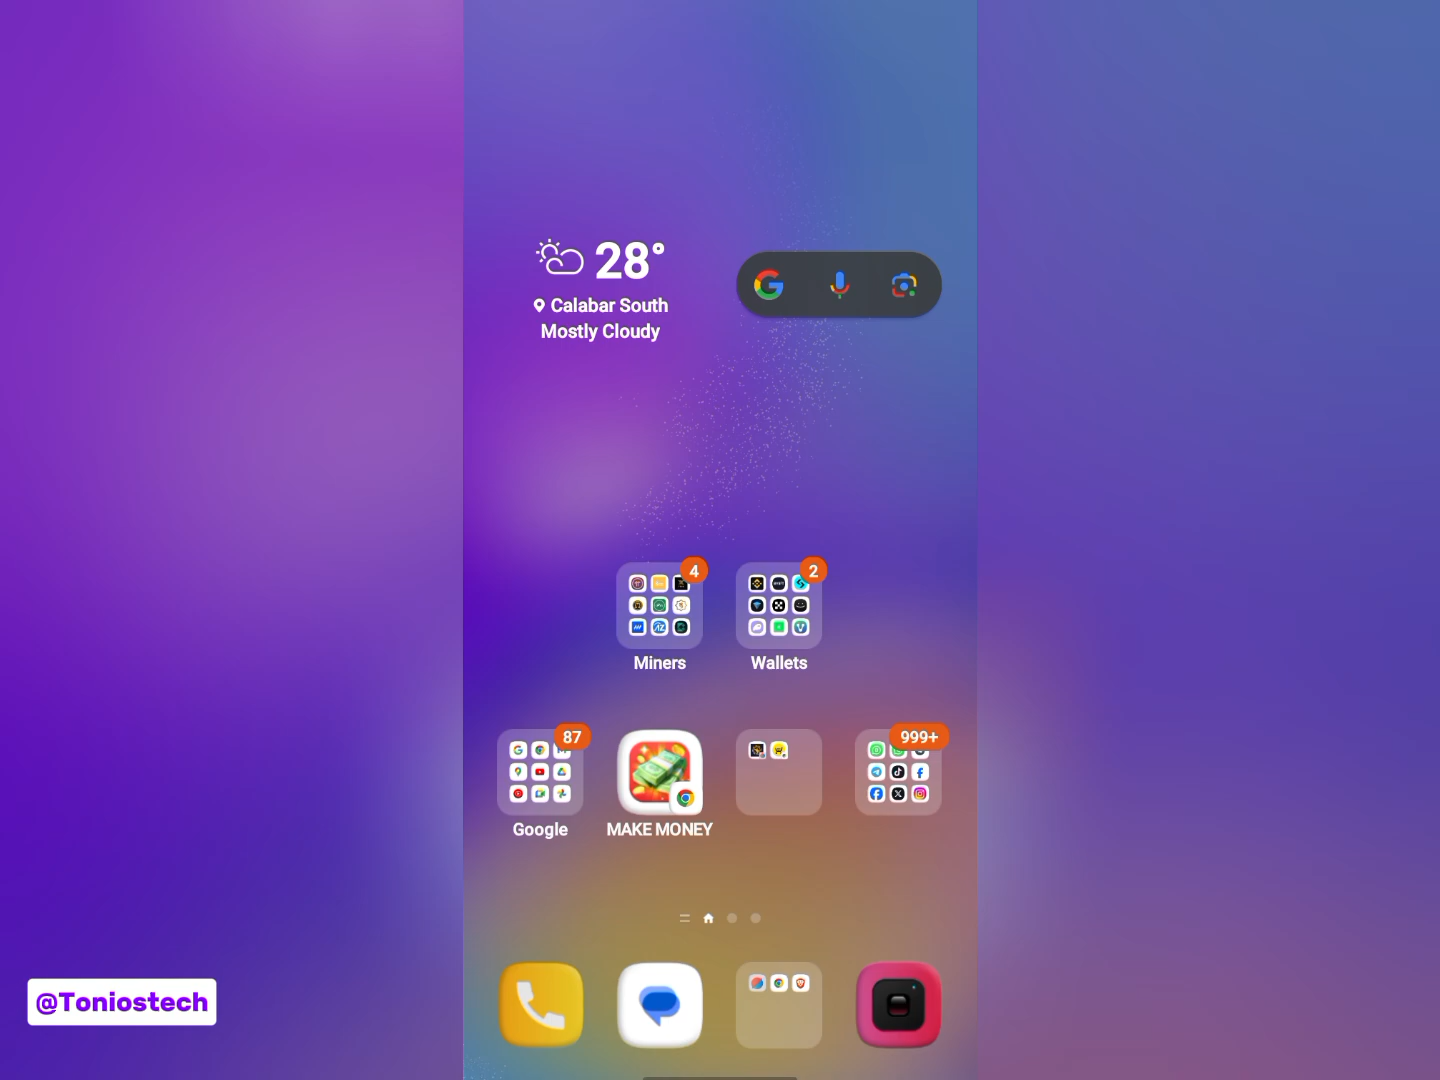 28°
Calabar South
Mostly Cloudy
4
2
Miners
Wallets
87
999+
Google
MAKE MONEY
@Toniostech